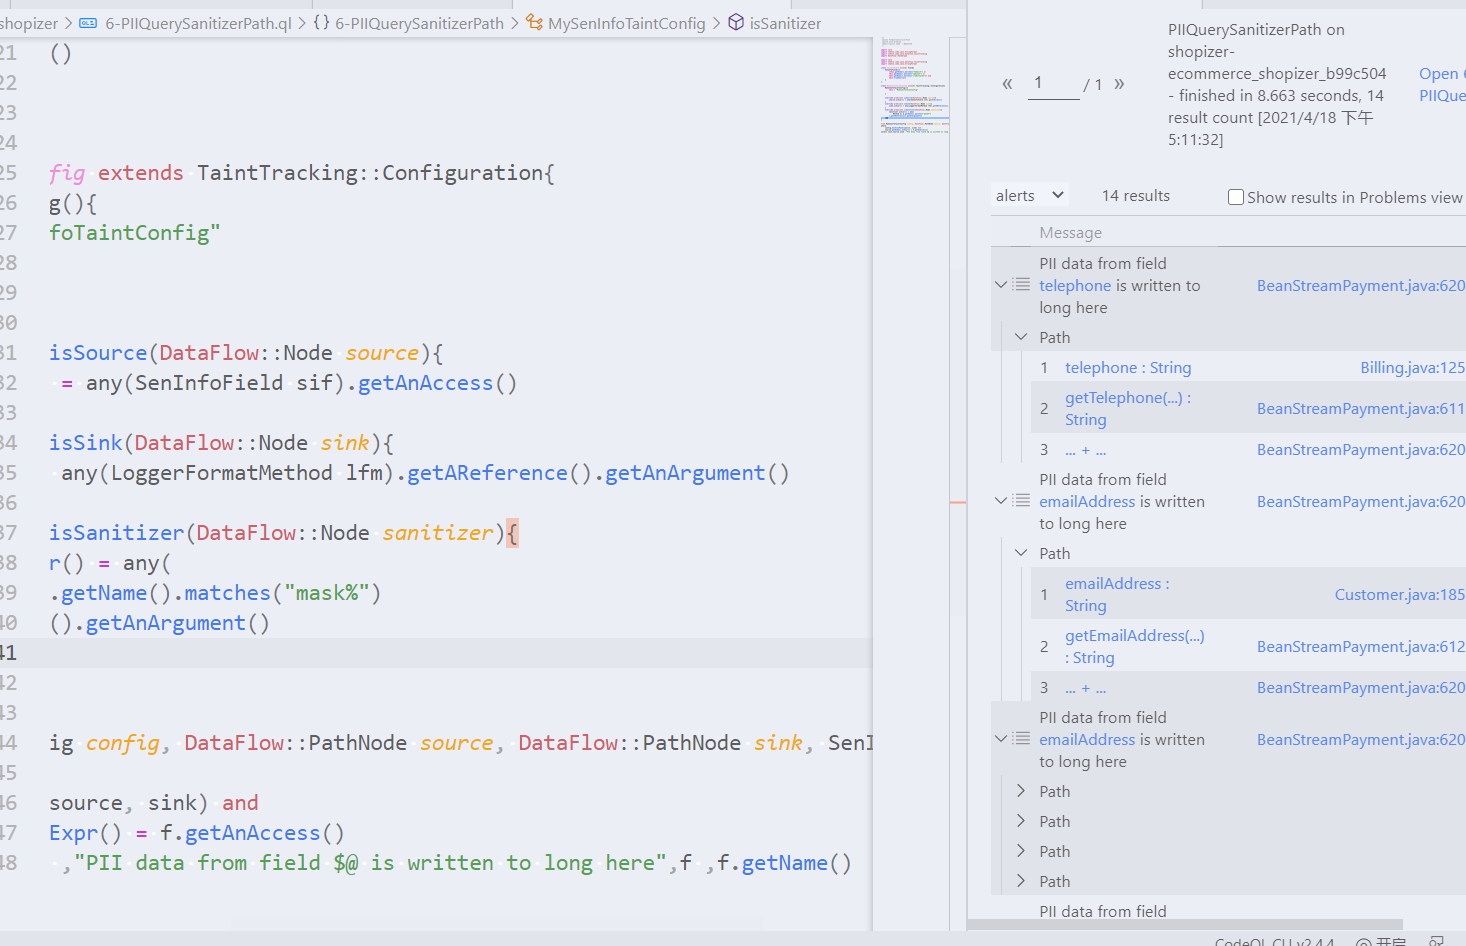 shopizer > 6-PIIQuerySanitizerPath.ql > {} 6-PIIQuerySanitizerPath > MySenInfoTaintConfig > isSanitizer
21 ()
22
23
24
25 fig extends TaintTracking::Configuration{
26 g(){
27 foTaintConfig"
28
29
30
31 isSource(DataFlow::Node source){
32 = any(SenInfoField sif).getAnAccess()
33
34 isSink(DataFlow::Node sink){
35 any(LoggerFormatMethod lfm).getAReference().getAnArgument()
36
37 isSanitizer(DataFlow::Node sanitizer){
38 r() = any(
39 .getName().matches("mask%")
40 ().getAnArgument()
41
42
43
44 ig config, DataFlow::PathNode source, DataFlow::PathNode sink, SenI
45
46 source, sink) and
47 Expr() = f.getAnAccess()
48 ,"PII data from field $@ is written to long here",f ,f.getName()
« 1 / 1 »
PIIQuerySanitizerPath on
shopizer-
ecommerce_shopizer_b99c504
- finished in 8.663 seconds, 14
result count [2021/4/18 下午
5:11:32]
Open
PIIQue
alerts 14 results Show results in Problems view
Message
PII data from field
telephone is written to BeanStreamPayment.java:620
long here
Path
1 telephone : String Billing.java:125
2 getTelephone(...) : BeanStreamPayment.java:611
String
3 ... + ... BeanStreamPayment.java:620
PII data from field
emailAddress is written BeanStreamPayment.java:620
to long here
Path
1 emailAddress : Customer.java:185
String
2 getEmailAddress(...) BeanStreamPayment.java:612
: String
3 ... + ... BeanStreamPayment.java:620
PII data from field
emailAddress is written BeanStreamPayment.java:620
to long here
Path
Path
Path
Path
PII data from field
CodeQL CLI v2.4.4 开启